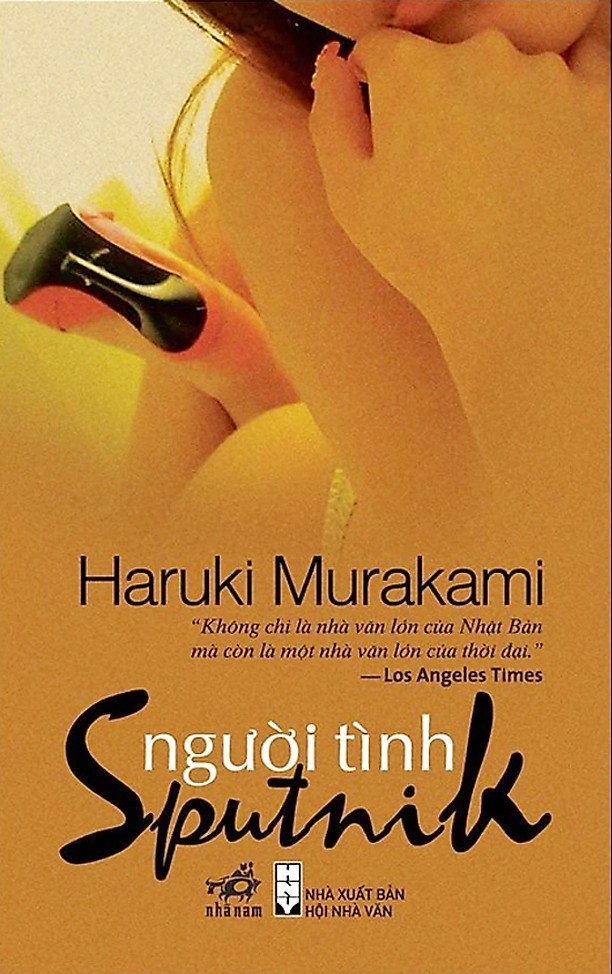 Haruki Murakami
“Không chỉ là nhà văn lớn của Nhật Bản
mà còn là một nhà văn lớn của thời đại.”
—Los Angeles Times
người tình
Sputnik
nhã nam
NHÀ XUẤT BẢN
HỘI NHÀ VĂN